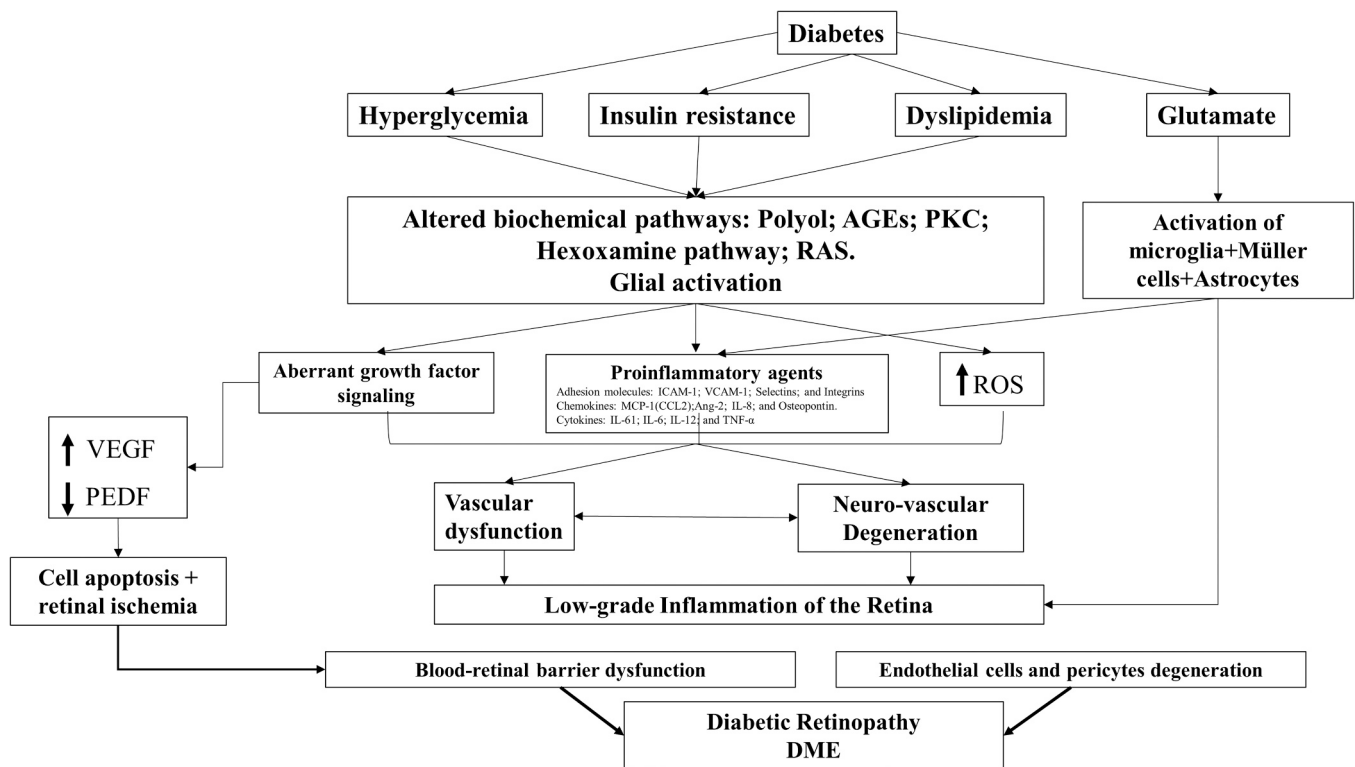 Diabetes
Hyperglycemia
Insulin resistance
Dyslipidemia
Glutamate
Altered biochemical pathways: Polyol; AGEs; PKC;
Hexoxamine pathway; RAS.
Glial activation
Activation of
microglia+Müller
cells+Astrocytes
Aberrant growth factor
signaling
Proinflammatory agents
Adhesion molecules: ICAM-1; VCAM-1; Selectins; and Integrins
Chemokines: MCP-1(CCL2);Ang-2; IL-8; and Osteopontin.
Cytokines: IL-61; IL-6; IL-12; and TNF-α
ROS
VEGF
PEDF
Vascular
dysfunction
Neuro-vascular
Degeneration
Cell apoptosis +
retinal ischemia
Low-grade Inflammation of the Retina
Blood-retinal barrier dysfunction
Endothelial cells and pericytes degeneration
Diabetic Retinopathy
DME